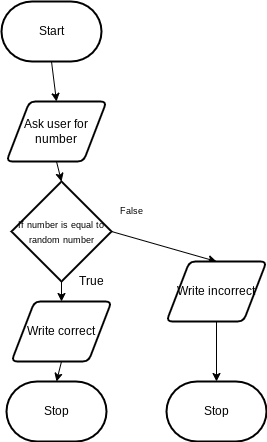 Start
Ask user for
number
If number is equal to
random number
False
True
Write incorrect
Write correct
Stop
Stop